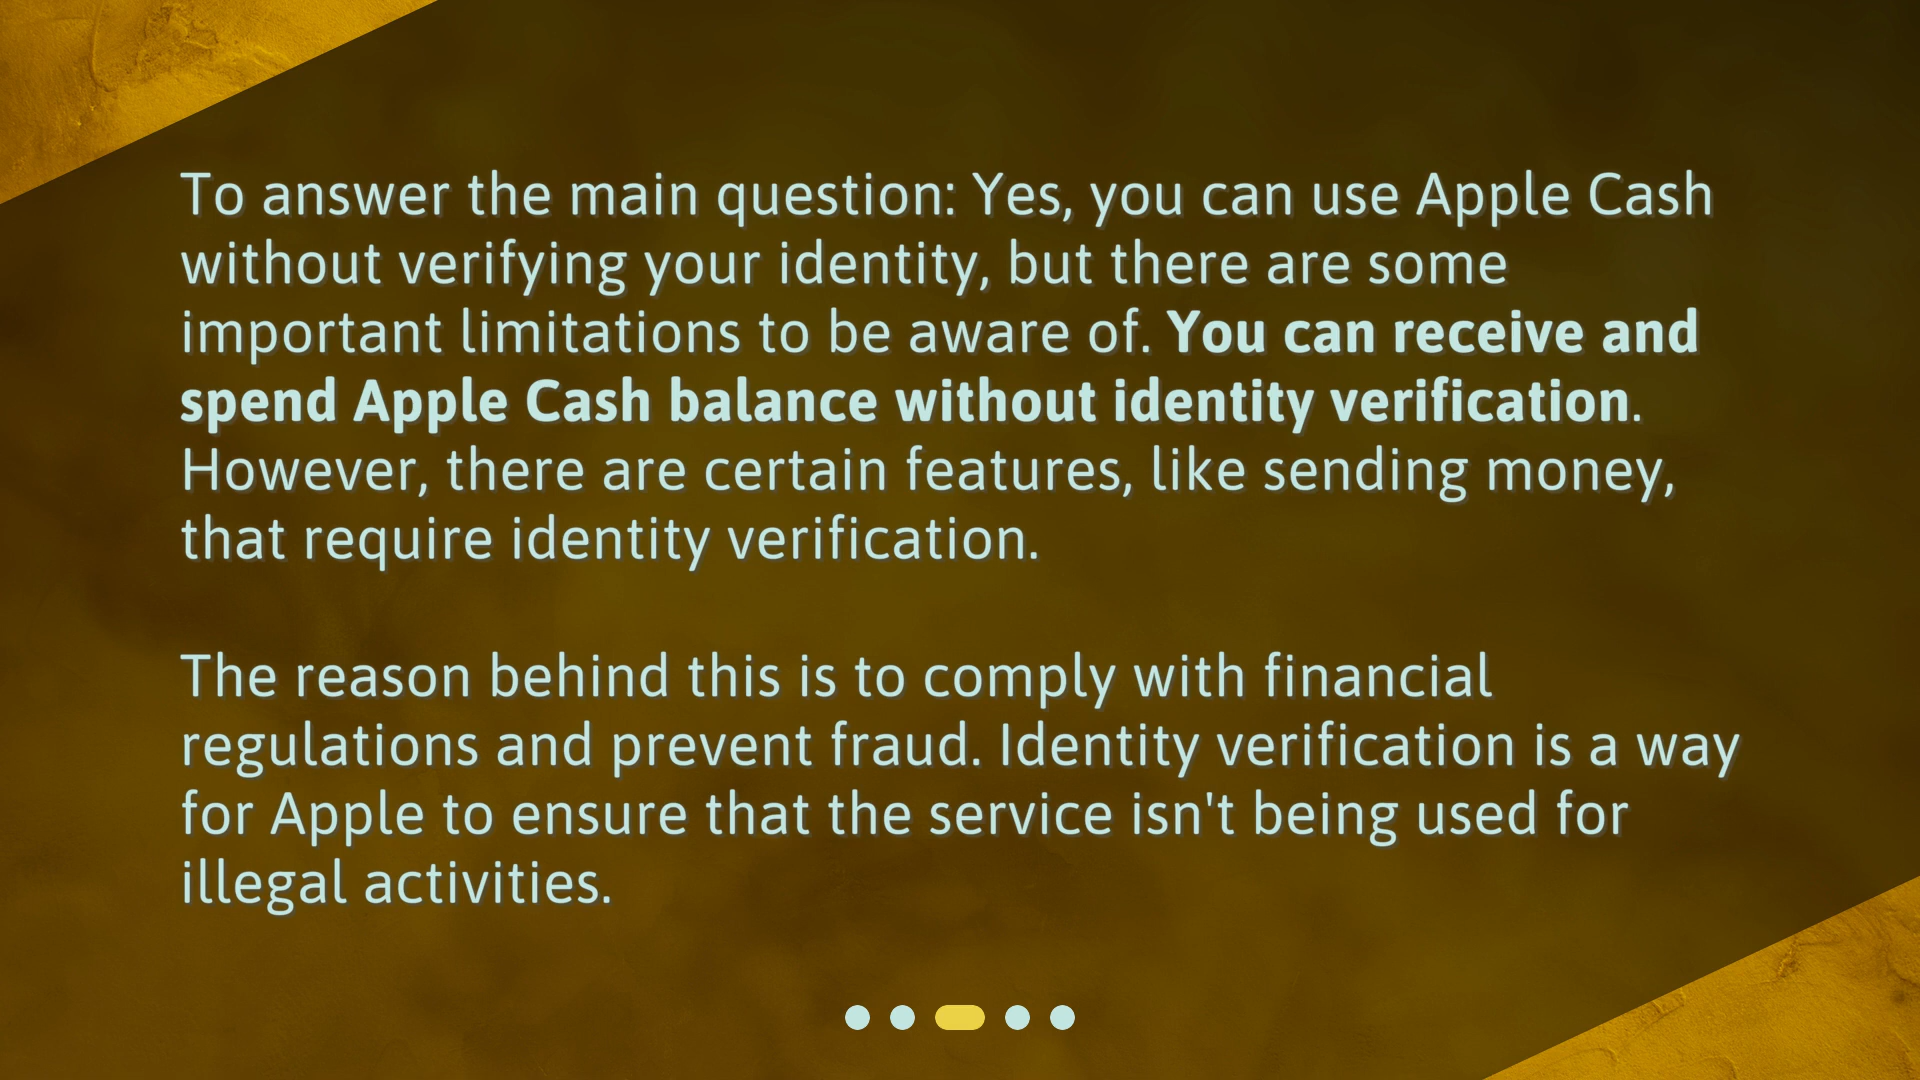 To answer the main question: Yes, you can use Apple Cash
without verifying your identity, but there are some
important limitations to be aware of. You can receive and
spend Apple Cash balance without identity verification.
However, there are certain features, like sending money,
that require identity verification.
The reason behind this is to comply with financial
regulations and prevent fraud. Identity verification is a way
for Apple to ensure that the service isn't being used for
illegal activities.